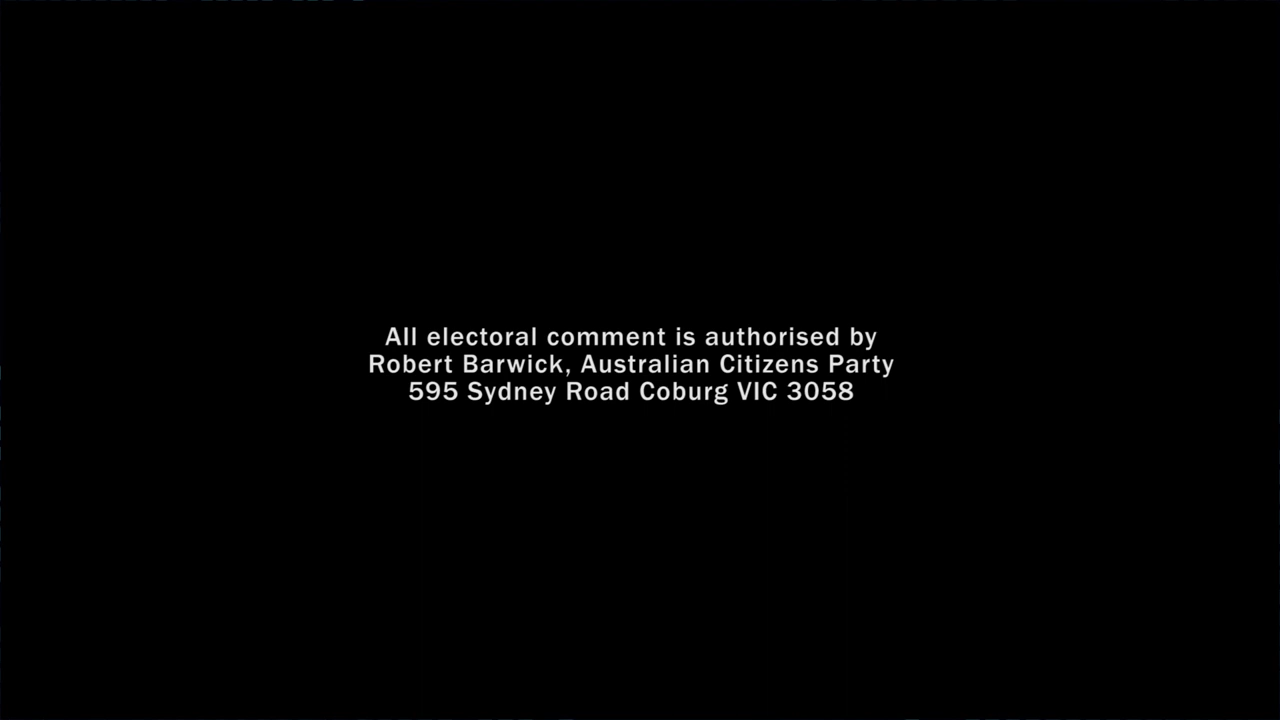 All electoral comment is authorised by
Robert Barwick, Australian Citizens Party
595 Sydney Road Coburg VIC 3058